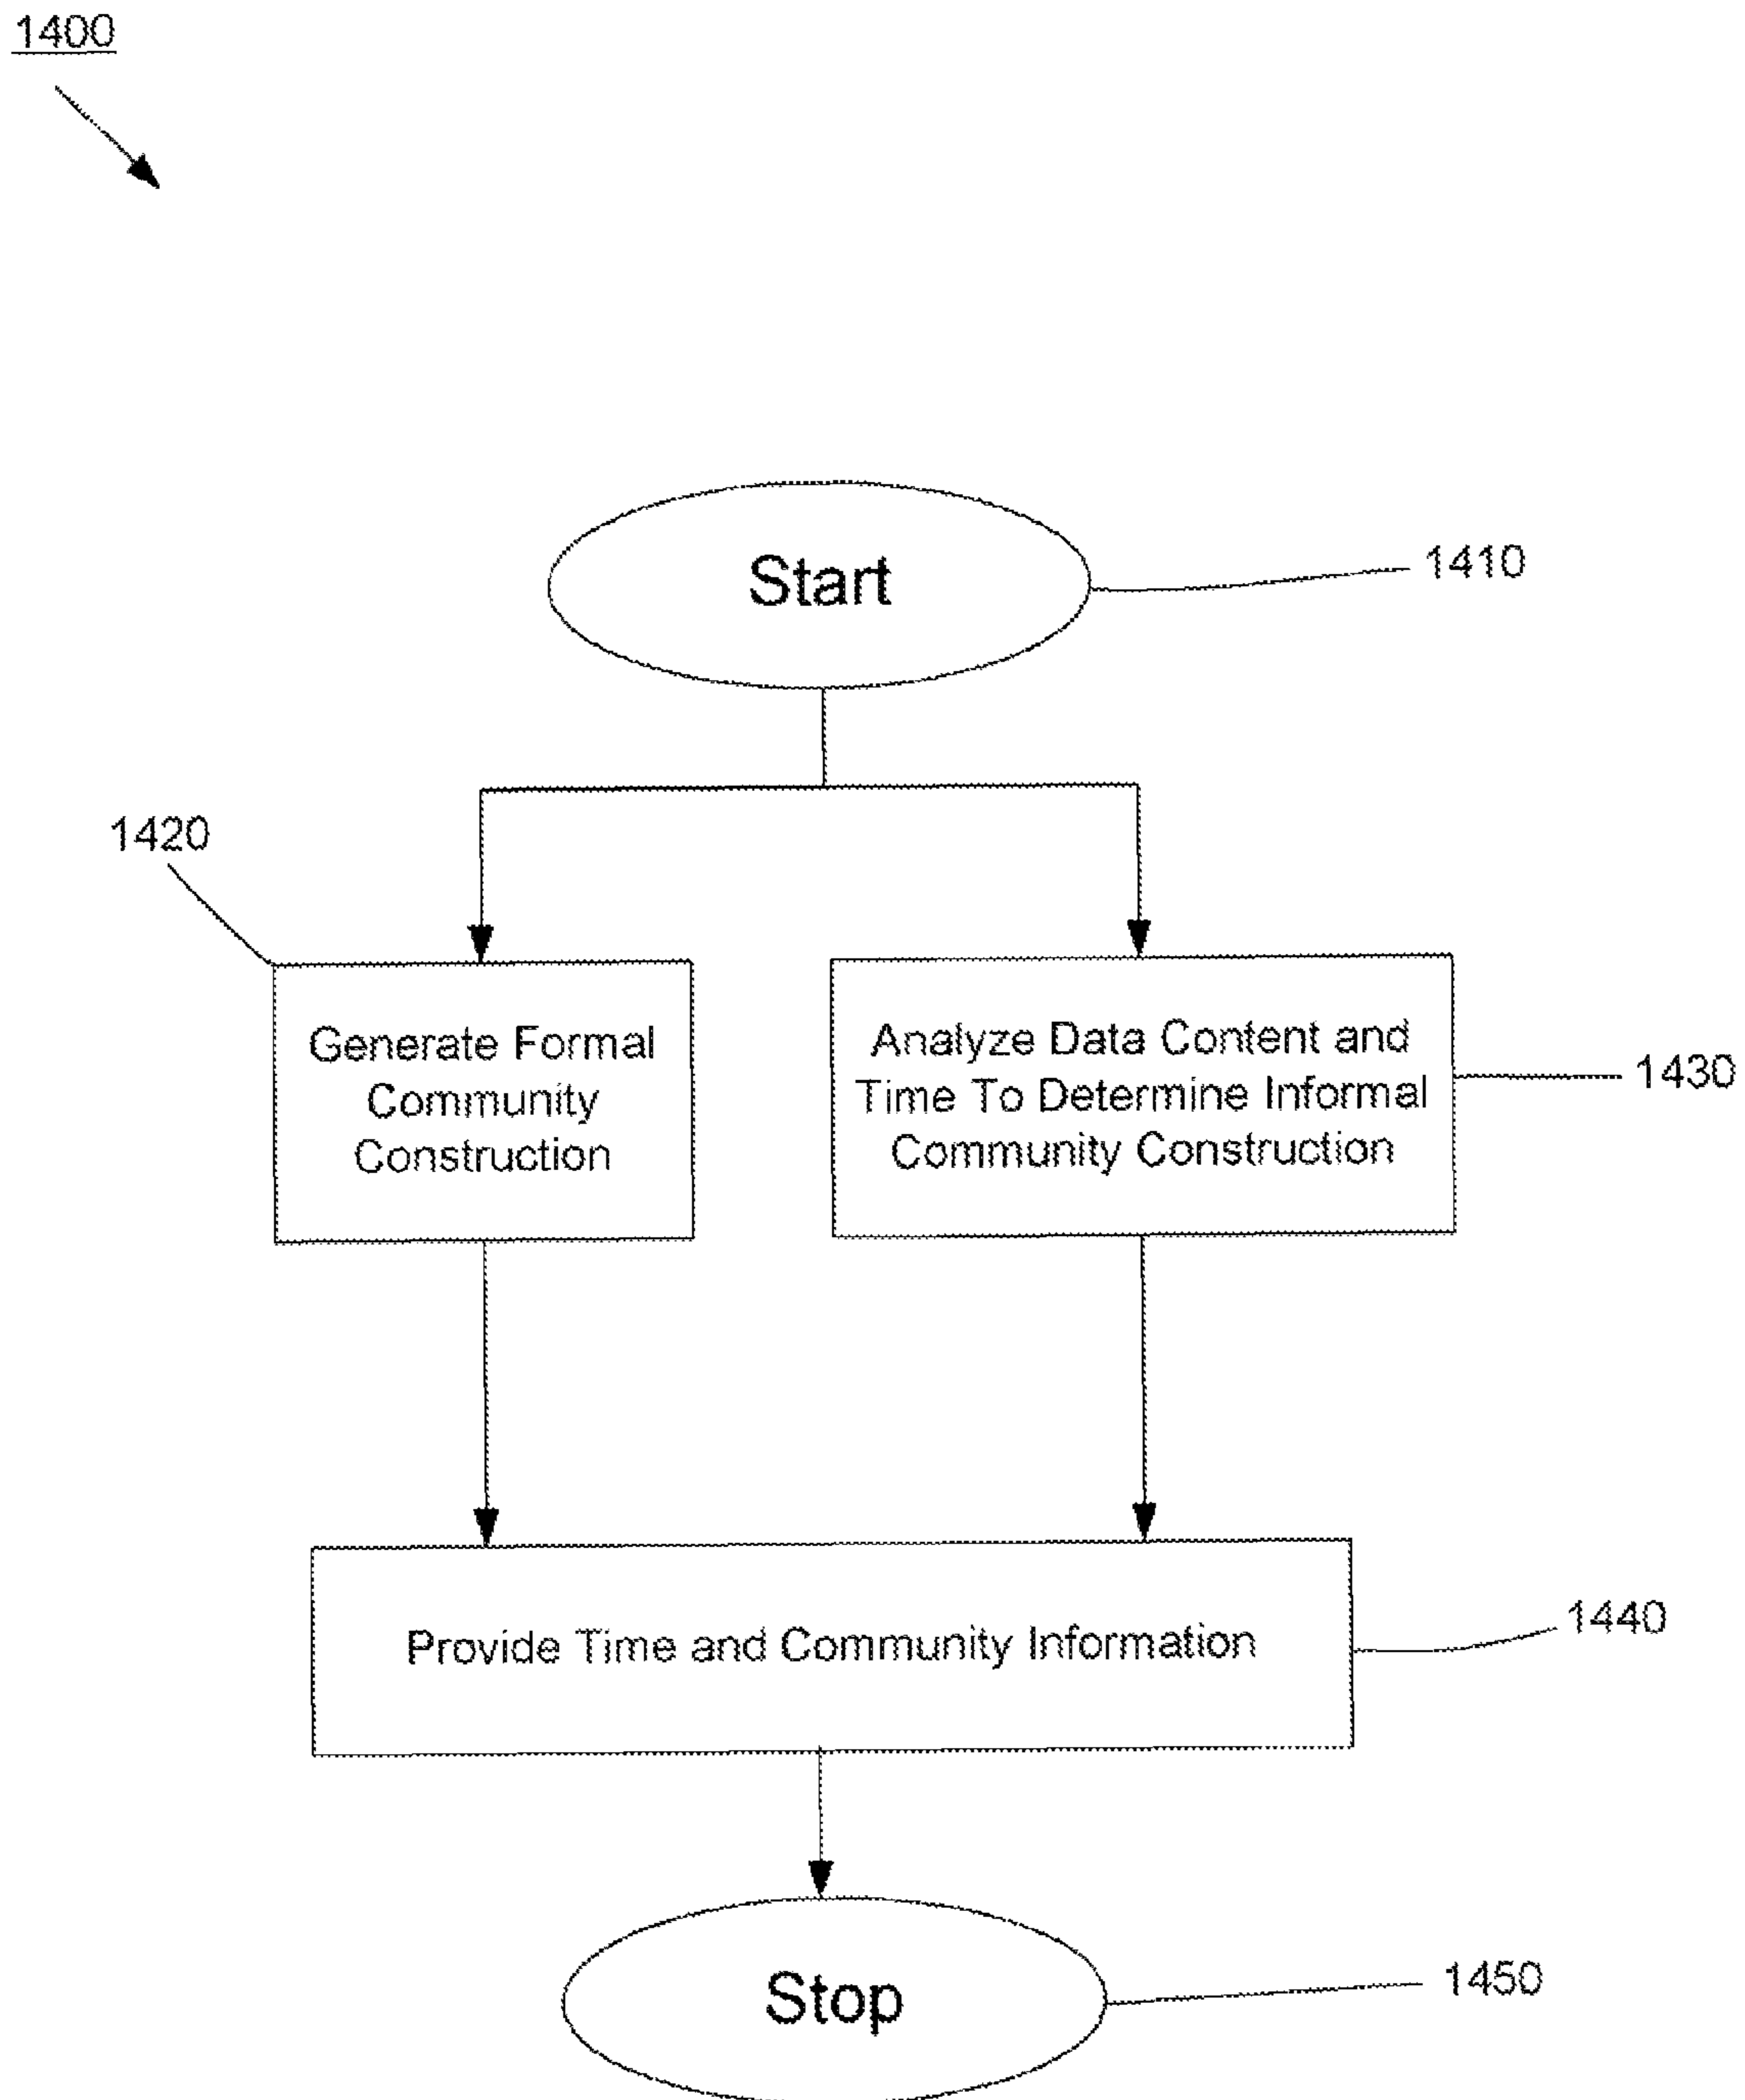 1400
Start
1410
1420
Generate Formal
Community
Construction
Analyze Data Content and
Time To Determine Informal
Community Construction
1430
Provide Time and Community Information
1440
Stop
1450